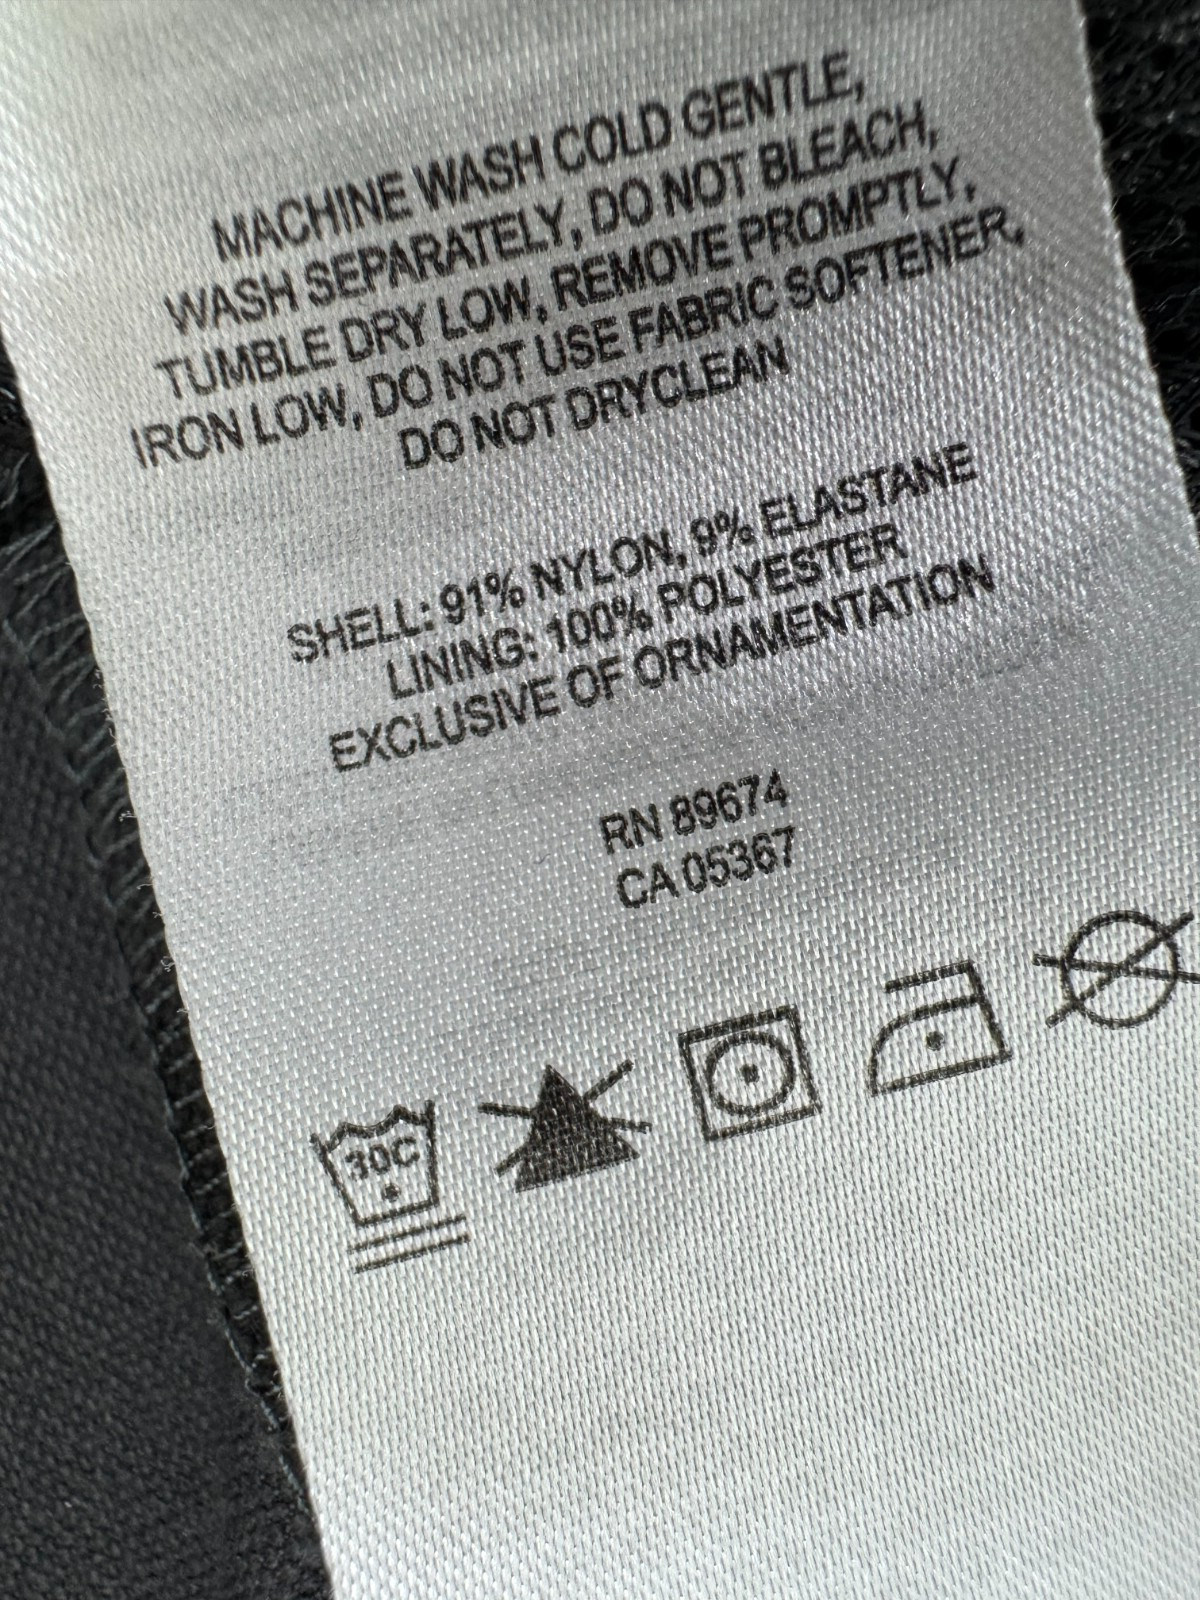 MACHINE WASH COLD GENTLE,
WASH SEPARATELY, DO NOT BLEACH,
TUMBLE DRY LOW, REMOVE PROMPTLY,
IRON LOW, DO NOT USE FABRIC SOFTENER,
DO NOT DRYCLEAN
SHELL: 91% NYLON, 9% ELASTANE
LINING: 100% POLYESTER
EXCLUSIVE OF ORNAMENTATION
RN 89674
CA 05367
30C